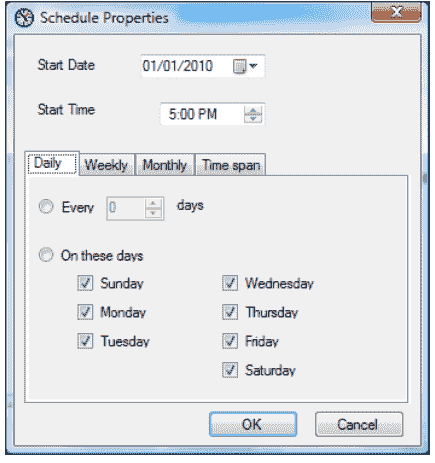 Schedule Properties
Start Date 01/01/2010
Start Time 5:00 PM
Daily Weekly Monthly Time span
Every 0 days
On these days
Sunday Wednesday
Monday Thursday
Tuesday Friday
Saturday
OK Cancel